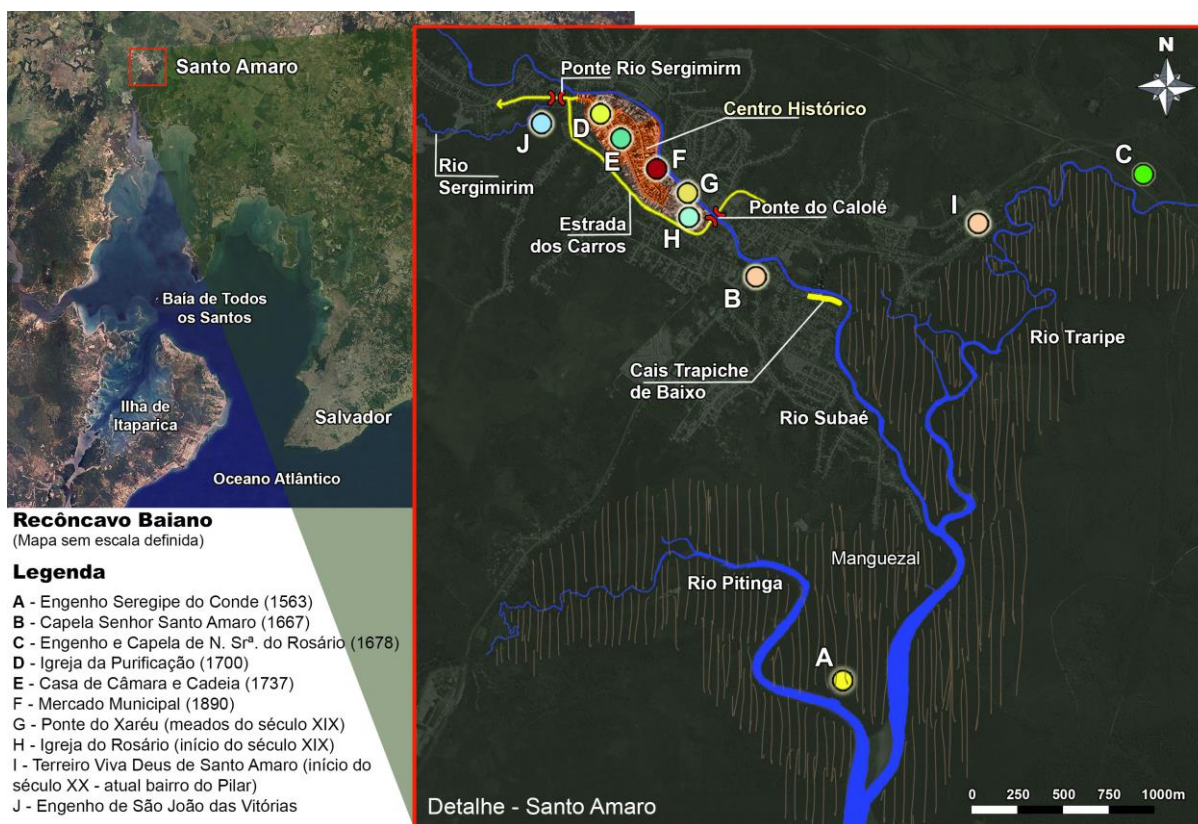 Santo Amaro
Baía de Todos
os Santos
Ilha de
Itaparica
Salvador
Oceano Atlântico
Recôncavo Baiano
(Mapa sem escala definida)
Legenda
A - Engenho Seregipe do Conde (1563)
B - Capela Senhor Santo Amaro (1667)
C - Engenho e Capela de N. Srª. do Rosário (1678)
D - Igreja da Purificação (1700)
E - Casa de Câmara e Cadeia (1737)
F - Mercado Municipal (1890)
G - Ponte do Xaréu (meados do século XIX)
H - Igreja do Rosário (início do século XIX)
I - Terreiro Viva Deus de Santo Amaro (início do
século XX - atual bairro do Pilar)
J - Engenho de São João das Vitórias
N
Ponte Rio Sergimirm
Centro Histórico
D
J
E
F
C
Rio
Sergimirim
G
I
Ponte do Calolé
Estrada
dos Carros
H
B
Rio Traripe
Cais Trapiche
de Baixo
Rio Subaé
Manguezal
Rio Pitinga
A
Detalhe - Santo Amaro
0 250 500 750 1000m